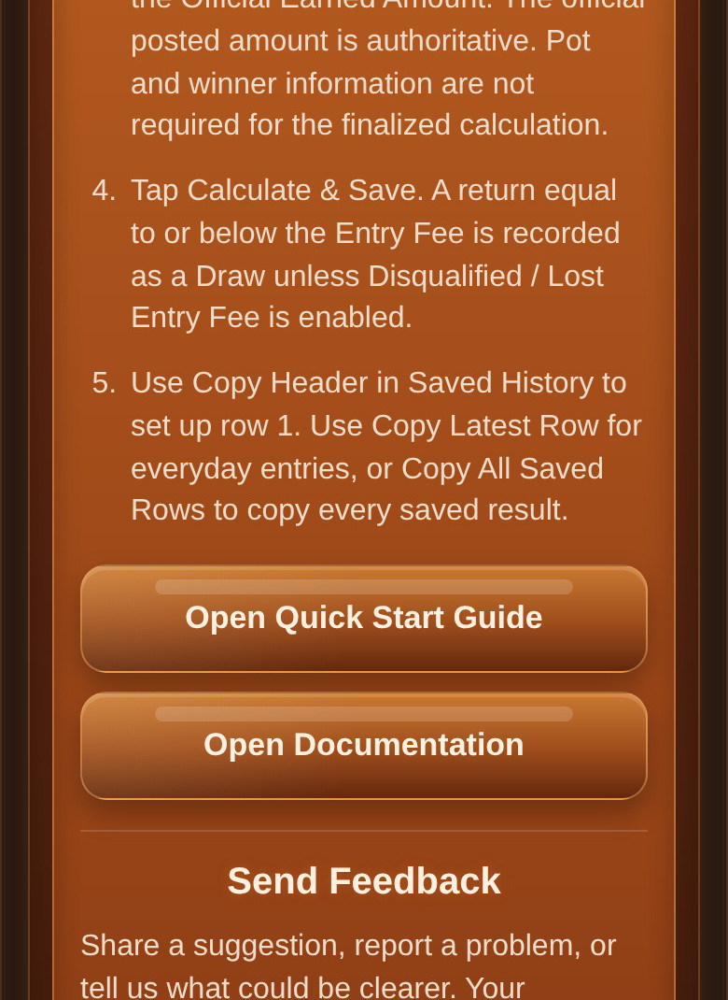 the Official Earned Amount. The official
posted amount is authoritative. Pot
and winner information are not
required for the finalized calculation.
4. Tap Calculate & Save. A return equal
to or below the Entry Fee is recorded
as a Draw unless Disqualified / Lost
Entry Fee is enabled.
5. Use Copy Header in Saved History to
set up row 1. Use Copy Latest Row for
everyday entries, or Copy All Saved
Rows to copy every saved result.
Open Quick Start Guide
Open Documentation
Send Feedback
Share a suggestion, report a problem, or
tell us what could be clearer. Your